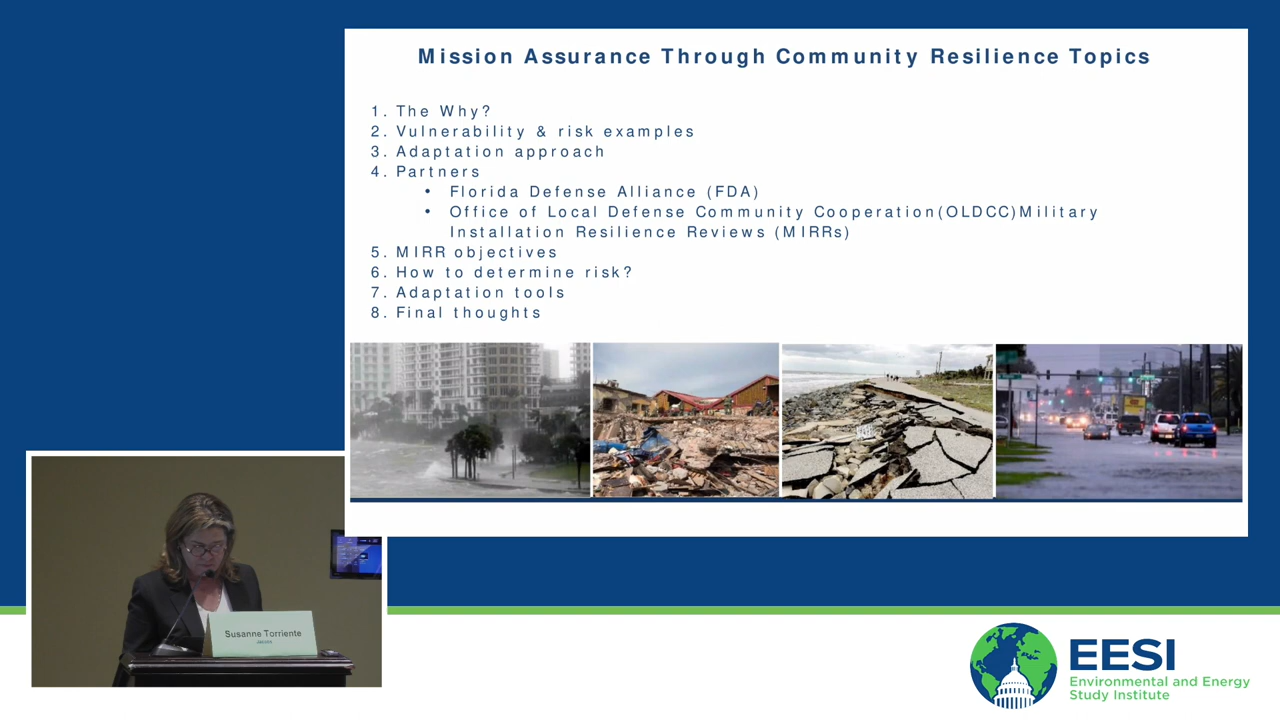 Mission Assurance Through Community Resilience Topics
1. The Why?
2. Vulnerability & risk examples
3. Adaptation approach
4. Partners
• Florida Defense Alliance (FDA)
• Office of Local Defense Community Cooperation(OLDCC)Military
Installation Resilience Reviews (MIRRs)
5. MIRR objectives
6. How to determine risk?
7. Adaptation tools
8. Final thoughts
Susanne Torriente
Jacobs
EESI
Environmental and Energy
Study Institute